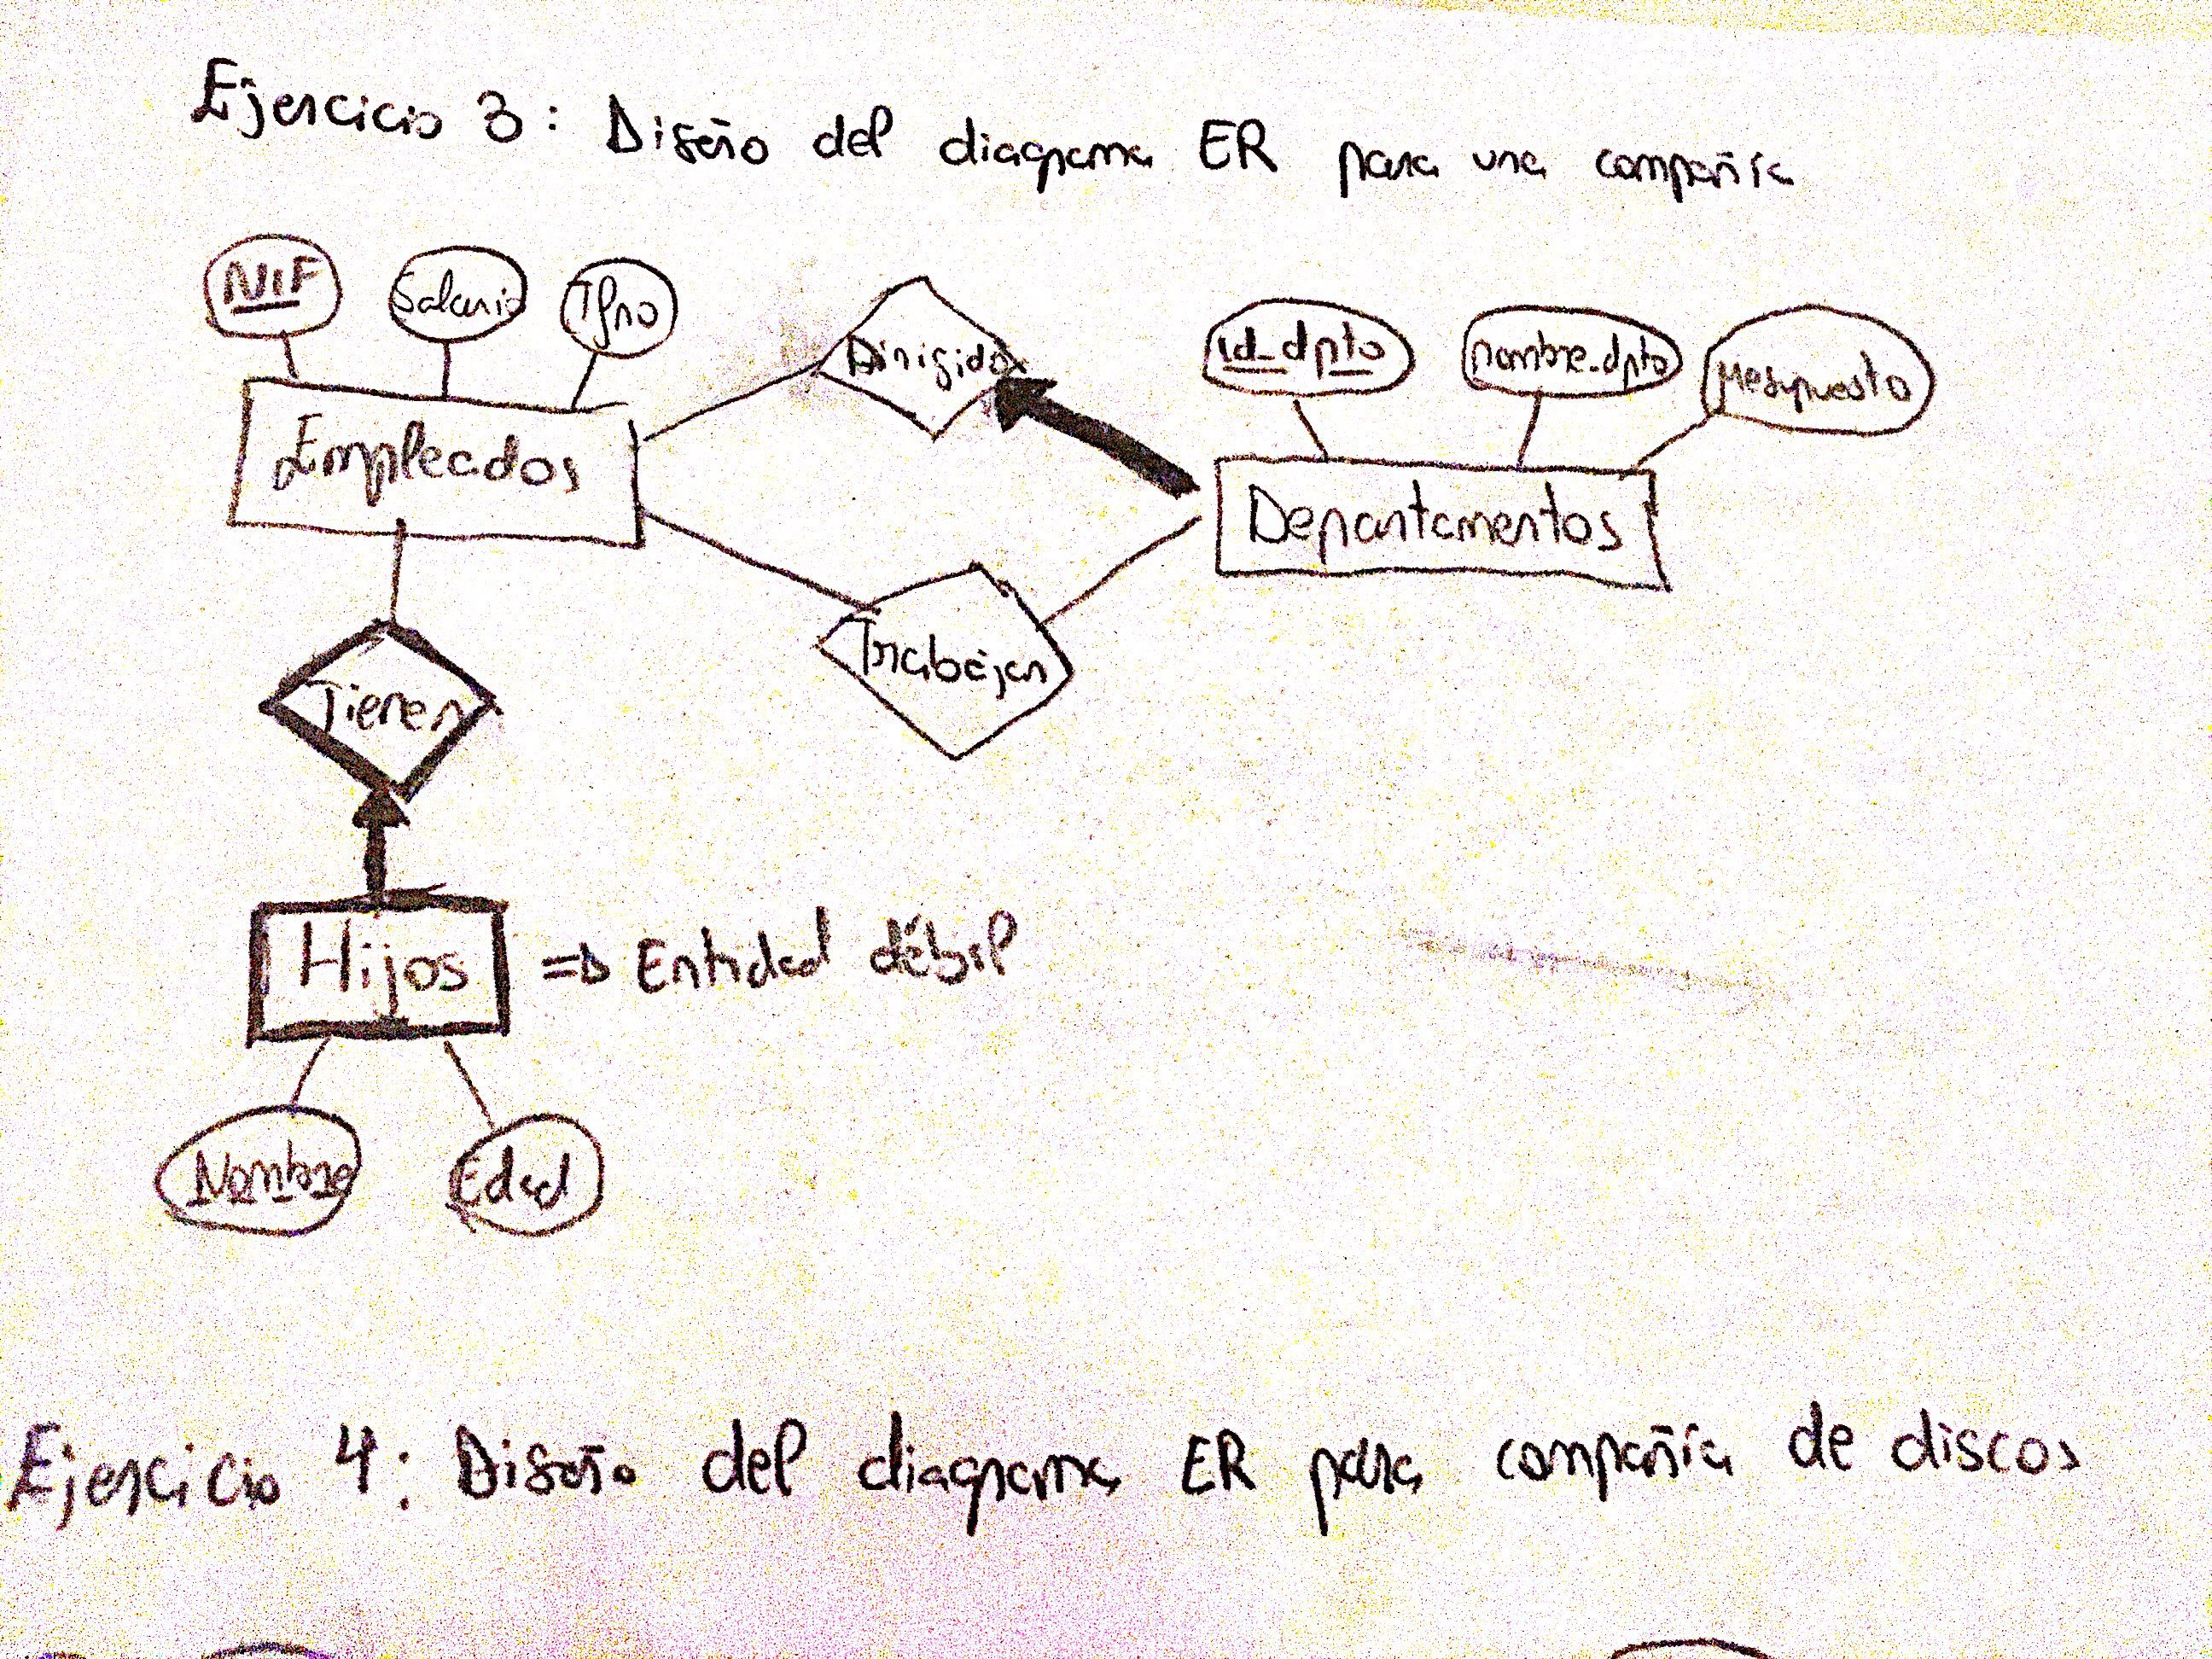 Ejercicio 3: Diseño del diagrama ER para una compañía
NIF
Salario
Tfno
Dirigido
id_dpto
nombre_dpto
Presupuesto
Empleados
Departamentos
Trabajan
Tienen
Hijos => Entidad débil
Nombre
Edad
Ejercicio 4: Diseño del diagrama ER para compañía de discos